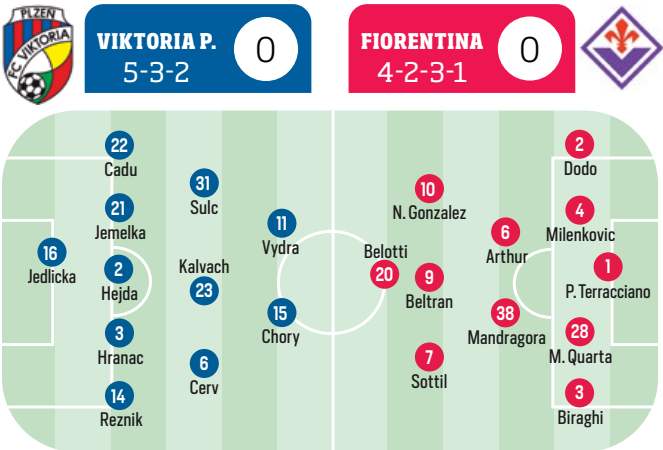 PLZEŇ
FC VIKTORIA
VIKTORIA P.
5-3-2
0
FIORENTINA
4-2-3-1
0
16
Jedlicka
22
Cadu
21
Jemelka
2
Hejda
3
Hranac
14
Reznik
31
Sulc
Kalvach
23
6
Cerv
11
Vydra
15
Chory
Belotti
20
10
N. Gonzalez
9
Beltran
7
Sottil
6
Arthur
38
Mandragora
2
Dodo
4
Milenkovic
1
P. Terracciano
28
M. Quarta
3
Biraghi